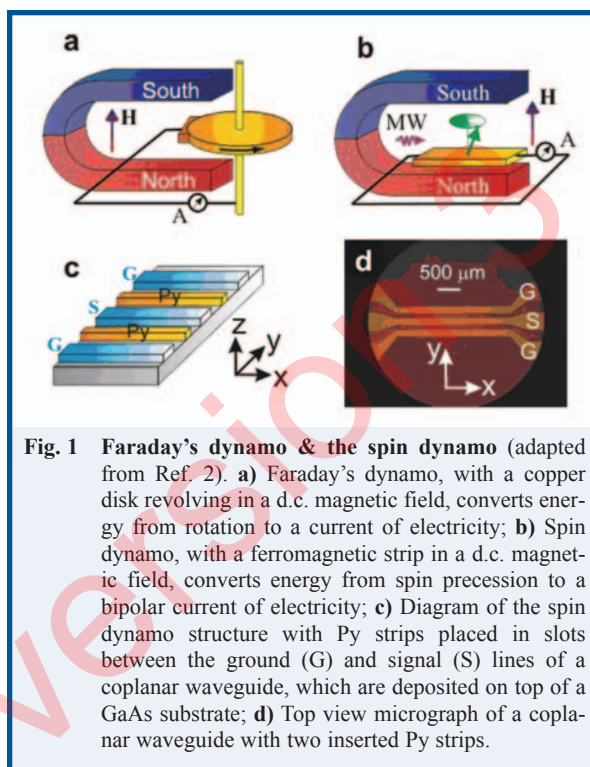 a
b
South
H
North
A
South
MW
H
A
North
c
G
Py
S
Py
G
z
y
x
d
500 μm
G
S
G
y
x
Fig. 1 Faraday's dynamo & the spin dynamo (adapted
from Ref. 2). a) Faraday's dynamo, with a copper
disk revolving in a d.c. magnetic field, converts ener-
gy from rotation to a current of electricity; b) Spin
dynamo, with a ferromagnetic strip in a d.c. magnet-
ic field, converts energy from spin precession to a
bipolar current of electricity; c) Diagram of the spin
dynamo structure with Py strips placed in slots
between the ground (G) and signal (S) lines of a
coplanar waveguide, which are deposited on top of a
GaAs substrate; d) Top view micrograph of a copla-
nar waveguide with two inserted Py strips.
version